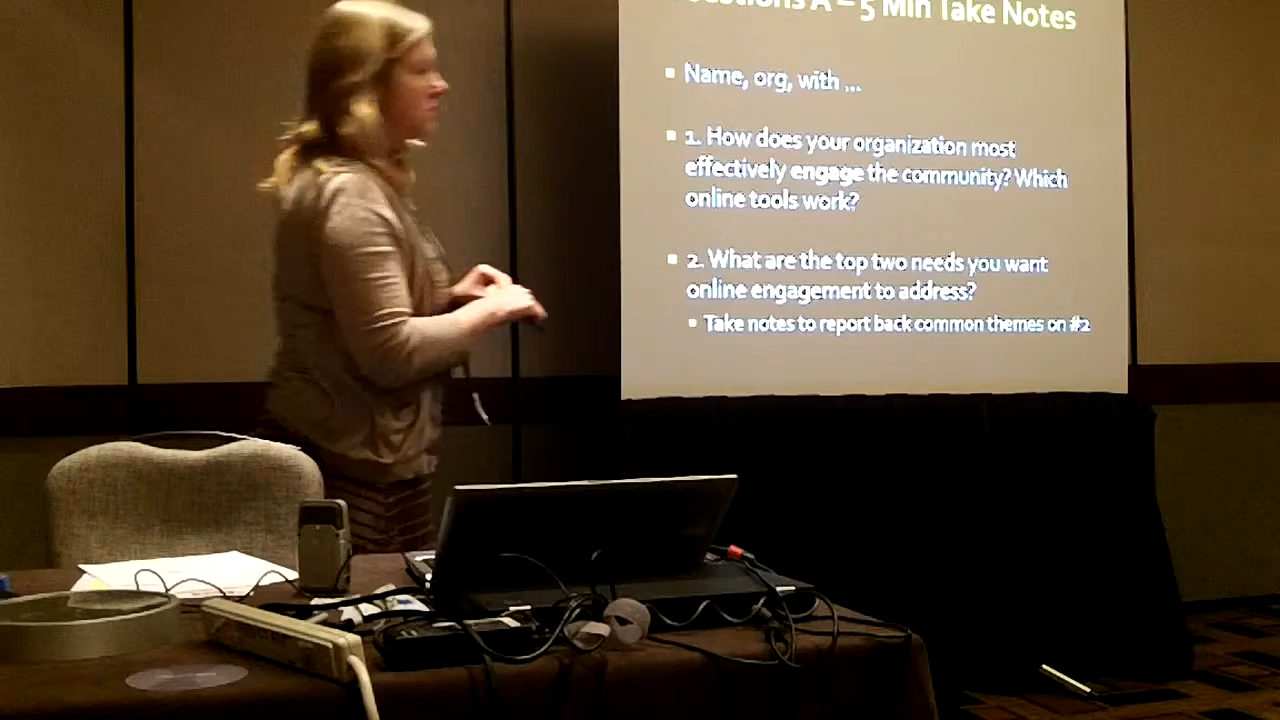 A – 5 Min Take Notes
Name, org, with ...
1. How does your organization most
effectively engage the community? Which
online tools work?
2. What are the top two needs you want
online engagement to address?
Take notes to report back common themes on #2